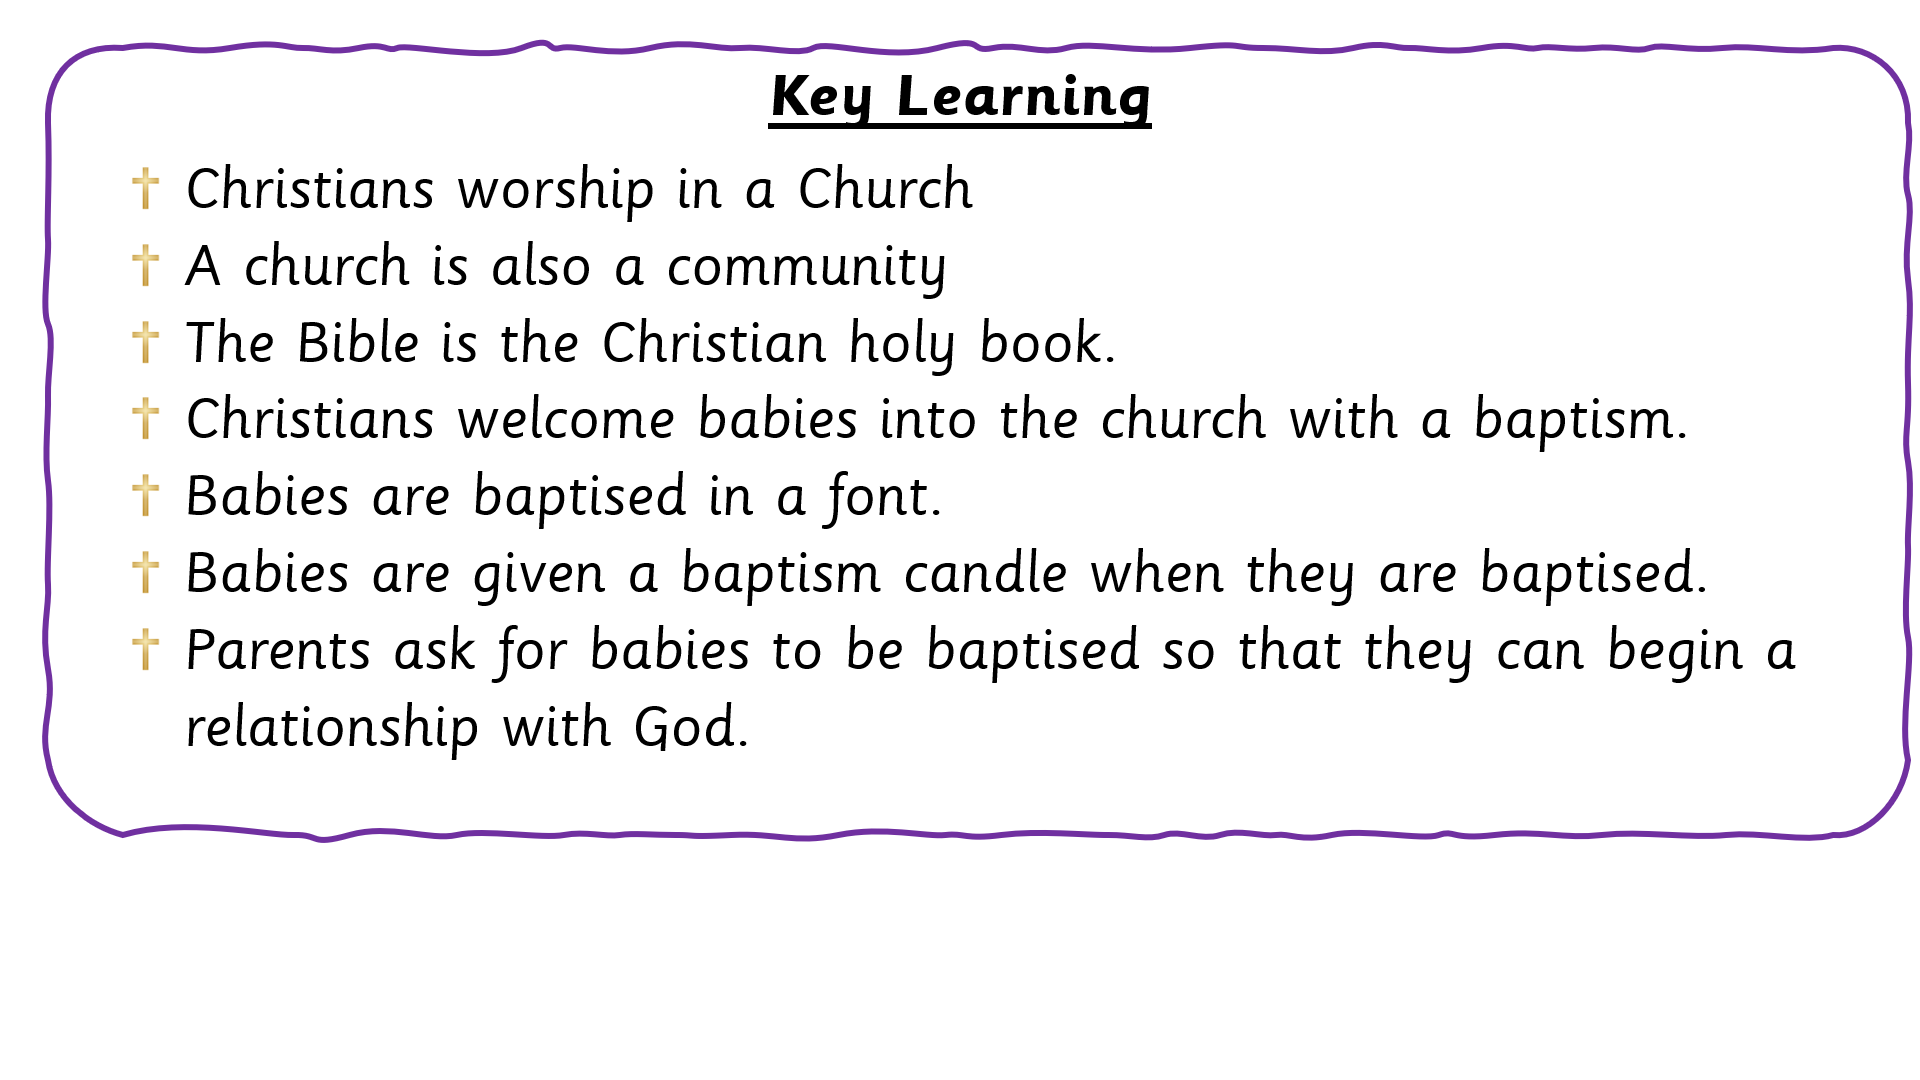 Key Learning
Christians worship in a Church
A church is also a community
The Bible is the Christian holy book.
Christians welcome babies into the church with a baptism.
Babies are baptised in a font.
Babies are given a baptism candle when they are baptised.
Parents ask for babies to be baptised so that they can begin a
relationship with God.